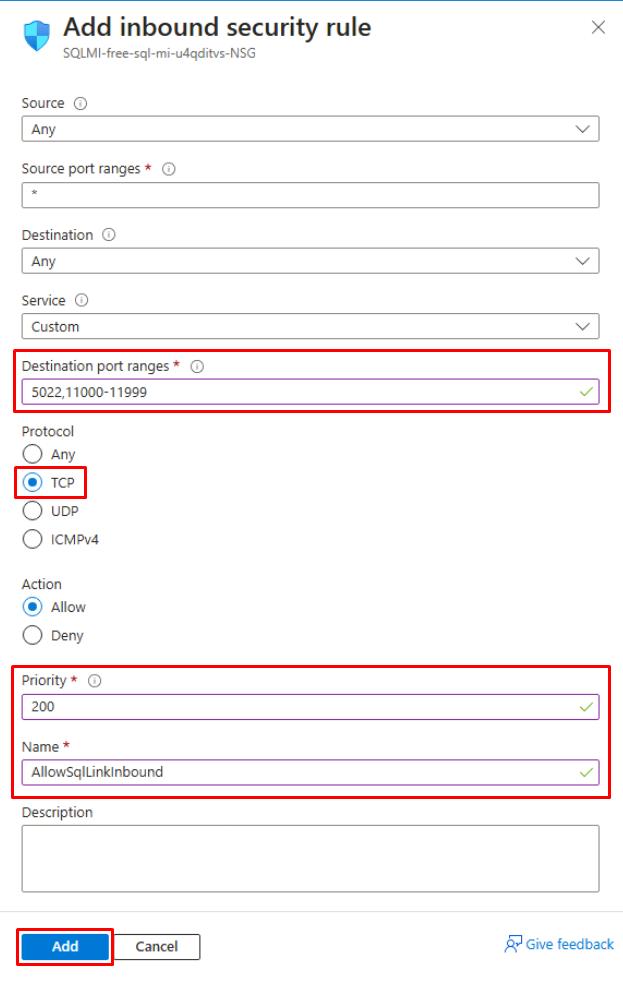 Add inbound security rule
SQLMI-free-sql-mi-u4qditvs-NSG
Source
Any
Source port ranges *
*
Destination
Any
Service
Custom
Destination port ranges *
5022,11000-11999
Protocol
Any
TCP
UDP
ICMPv4
Action
Allow
Deny
Priority *
200
Name *
AllowSqlLinkInbound
Description
Add
Cancel
Give feedback